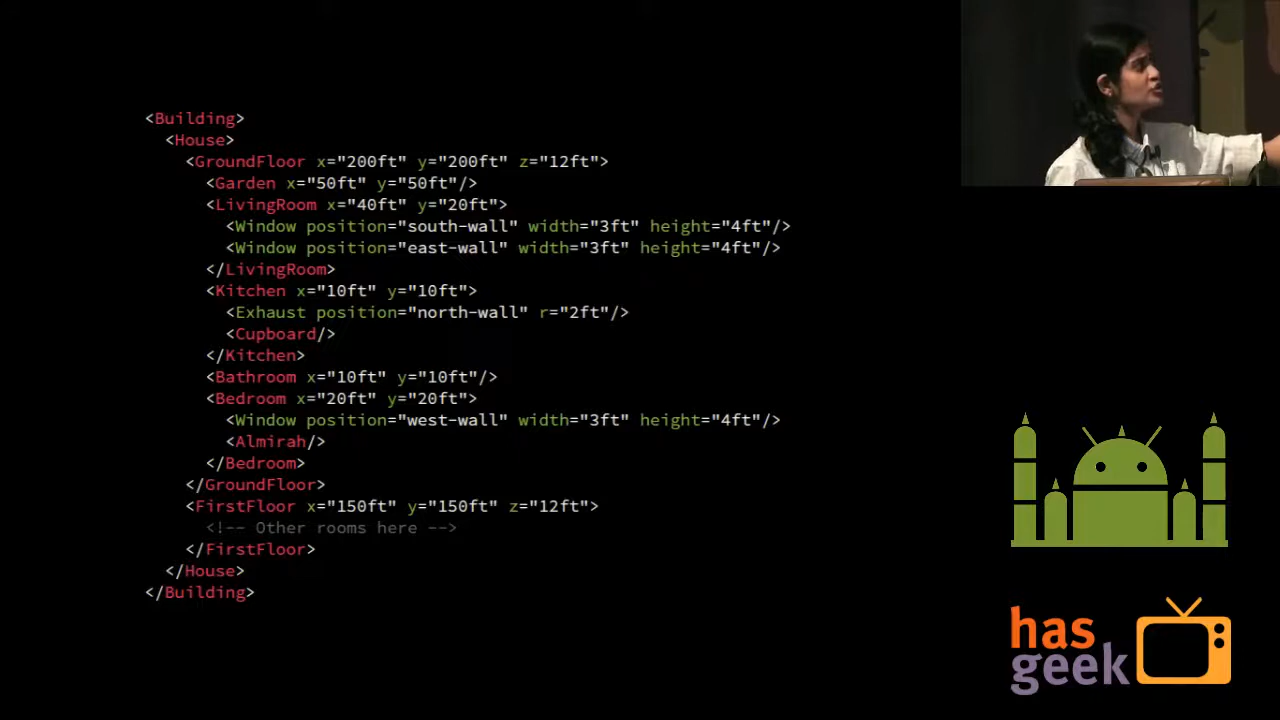 <Building>
<House>
<GroundFloor x="200ft" y="200ft" z="12ft">
<Garden x="50ft" y="50ft"/>
<LivingRoom x="40ft" y="20ft">
<Window position="south-wall" width="3ft" height="4ft"/>
<Window position="east-wall" width="3ft" height="4ft"/>
</LivingRoom>
<Kitchen x="10ft" y="10ft">
<Exhaust position="north-wall" r="2ft"/>
<Cupboard/>
</Kitchen>
<Bathroom x="10ft" y="10ft"/>
<Bedroom x="20ft" y="20ft">
<Window position="west-wall" width="3ft" height="4ft"/>
<Almirah/>
</Bedroom>
</GroundFloor>
<FirstFloor x="150ft" y="150ft" z="12ft">
<!-- Other rooms here -->
</FirstFloor>
</House>
</Building>
has
geek